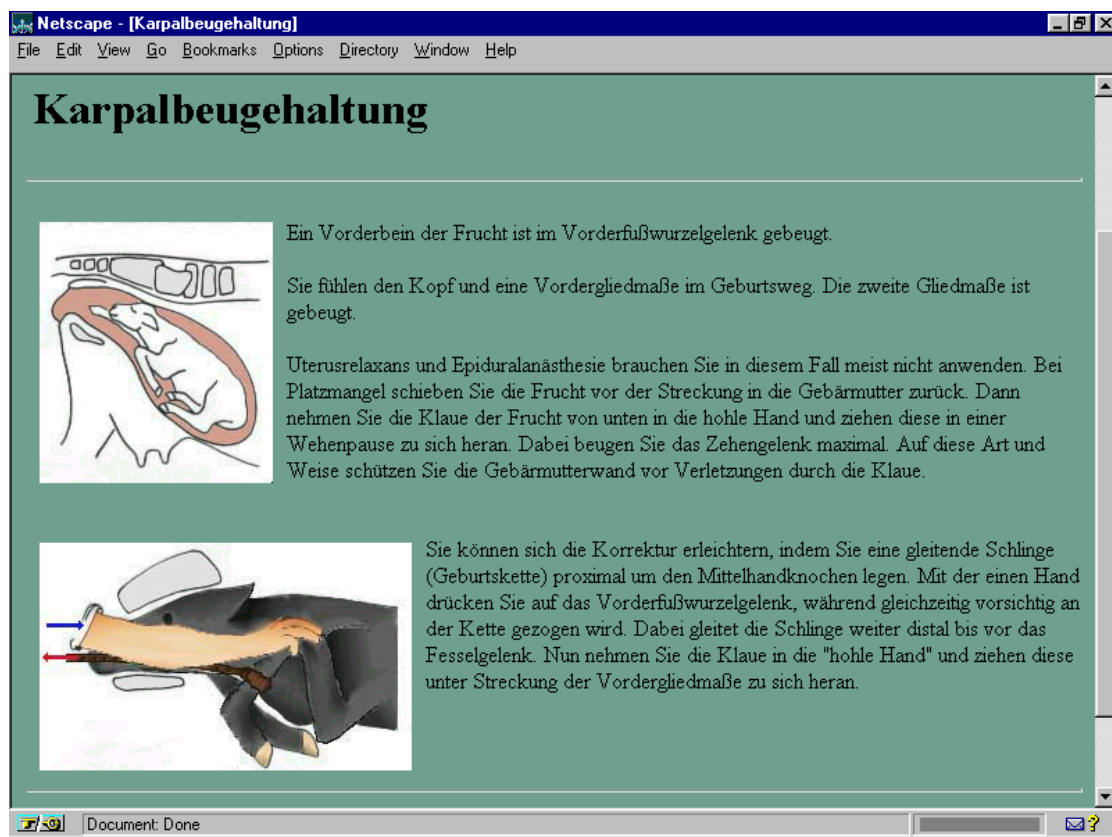 Netscape - [Karpalbeugehaltung]
File Edit View Go Bookmarks Options Directory Window Help
Karpalbeugehaltung
Ein Vorderbein der Frucht ist im Vorderfußwurzelgelenk gebeugt.
Sie fühlen den Kopf und eine Vordergliedmaße im Geburtsweg. Die zweite Gliedmaße ist
gebeugt.
Uterusrelaxans und Epiduralanästhesie brauchen Sie in diesem Fall meist nicht anwenden. Bei
Platzmangel schieben Sie die Frucht vor der Streckung in die Gebärmutter zurück. Dann
nehmen Sie die Klaue der Frucht von unten in die hohle Hand und ziehen diese in einer
Wehenpause zu sich heran. Dabei beugen Sie das Zehengelenk maximal. Auf diese Art und
Weise schützen Sie die Gebärmutterwand vor Verletzungen durch die Klaue.
Sie können sich die Korrektur erleichtern, indem Sie eine gleitende Schlinge
(Geburtskette) proximal um den Mittelhandknochen legen. Mit der einen Hand
drücken Sie auf das Vorderfußwurzelgelenk, während gleichzeitig vorsichtig an
der Kette gezogen wird. Dabei gleitet die Schlinge weiter distal bis vor das
Fesselgelenk. Nun nehmen Sie die Klaue in die "hohle Hand" und ziehen diese
unter Streckung der Vordergliedmaße zu sich heran.
Document: Done